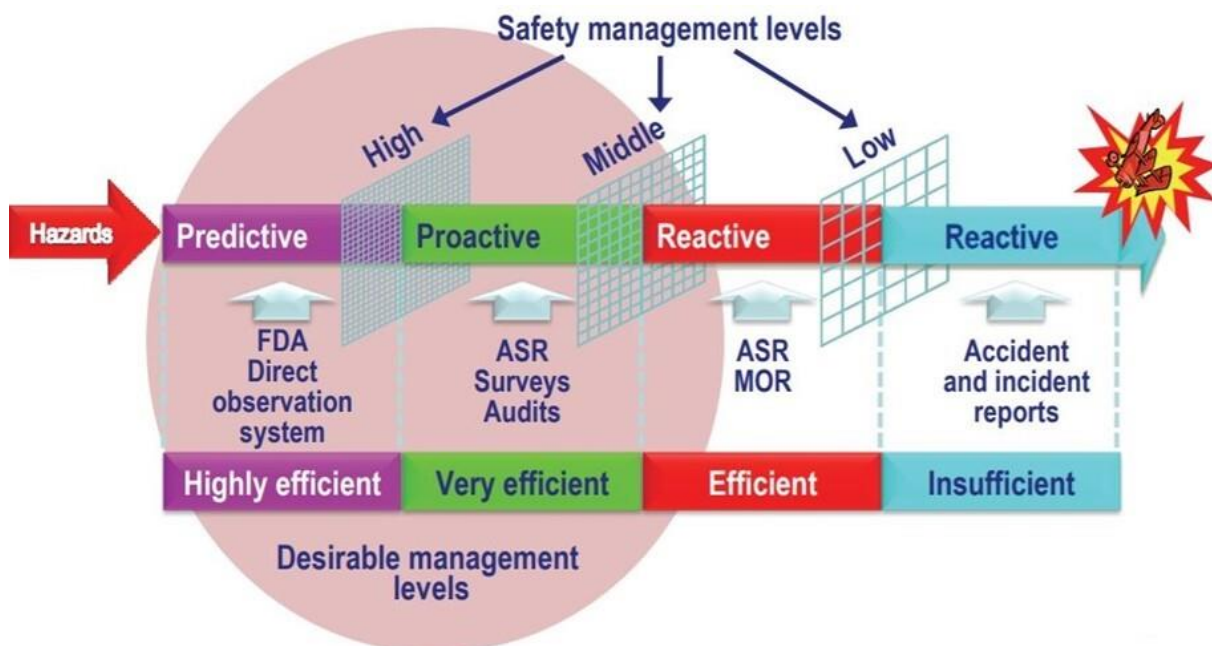 Safety management levels
High
Middle
Low
Hazards
Predictive
Proactive
Reactive
Reactive
FDA
Direct
observation
system
ASR
Surveys
Audits
ASR
MOR
Accident
and incident
reports
Highly efficient
Very efficient
Efficient
Insufficient
Desirable management
levels